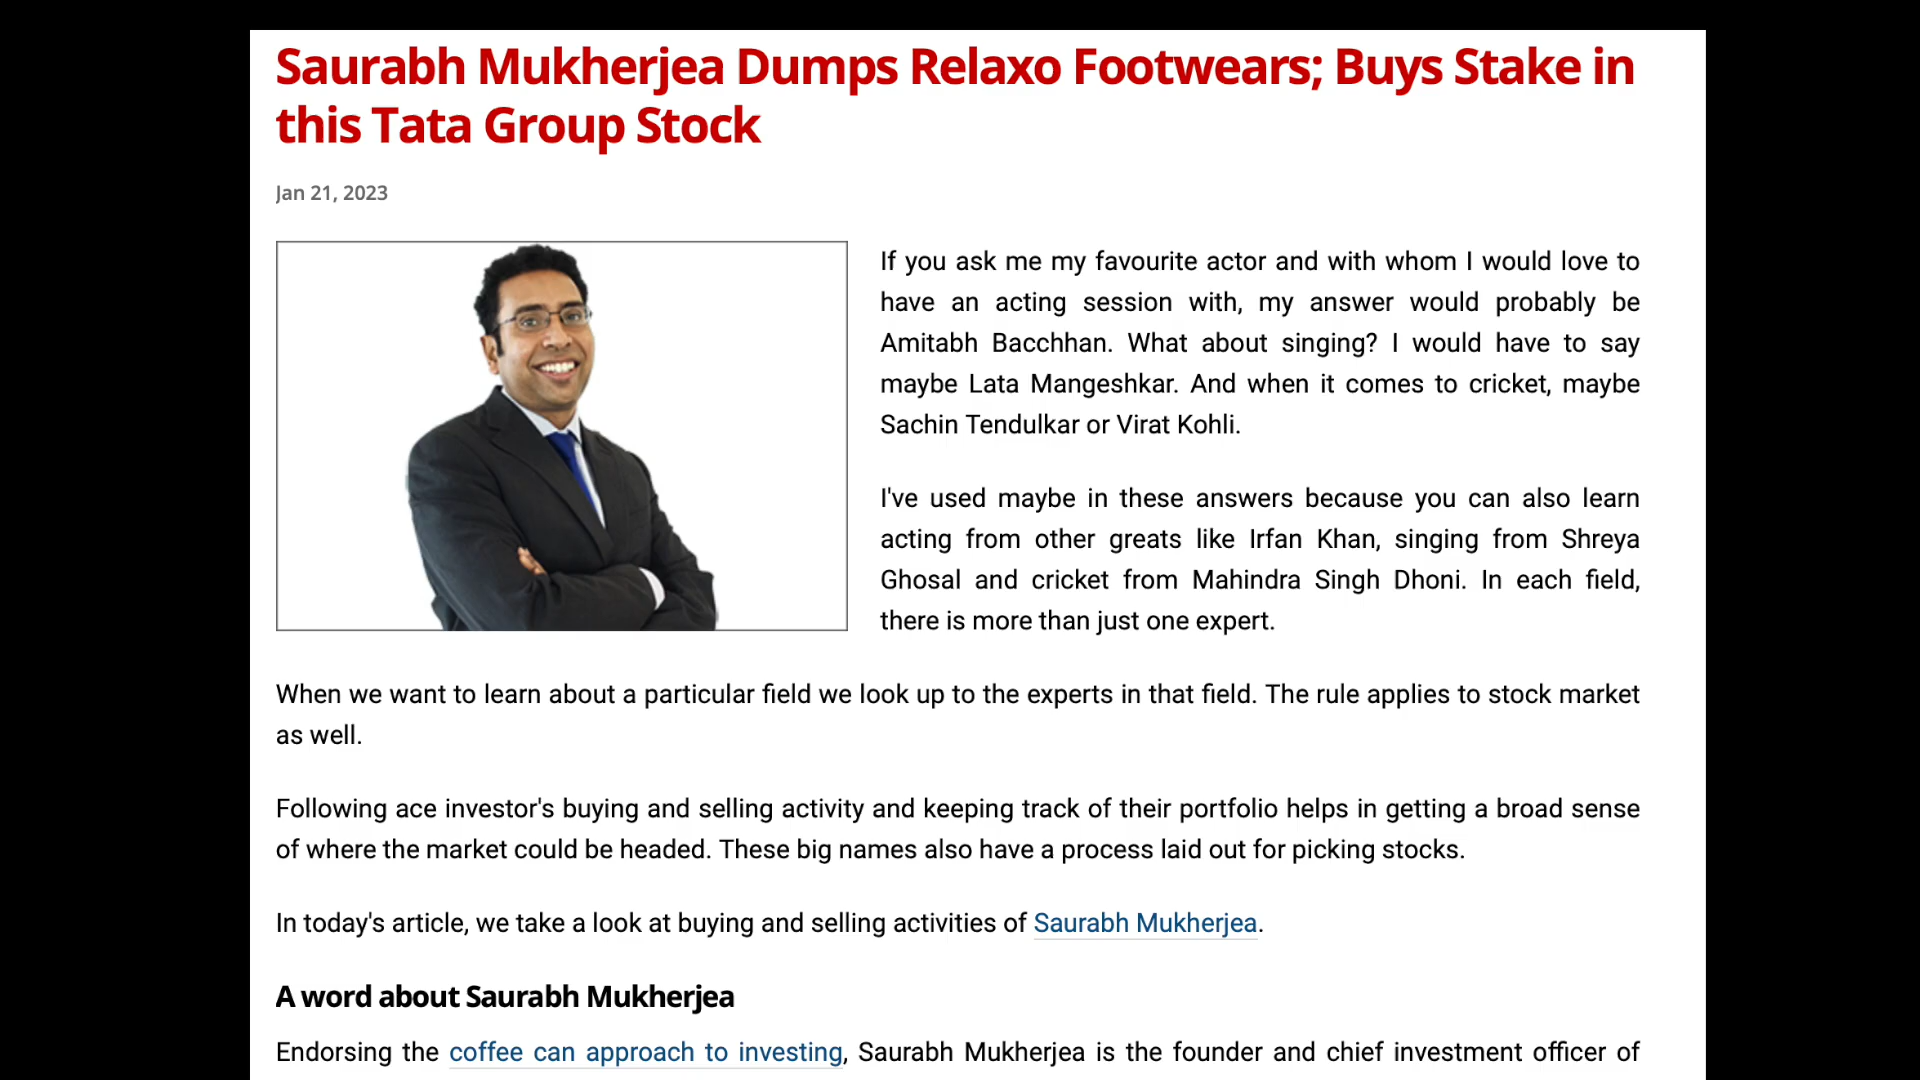 Saurabh Mukherjea Dumps Relaxo Footwears; Buys Stake in
this Tata Group Stock
Jan 21, 2023
If you ask me my favourite actor and with whom I would love to
have an acting session with, my answer would probably be
Amitabh Bacchhan. What about singing? I would have to say
maybe Lata Mangeshkar. And when it comes to cricket, maybe
Sachin Tendulkar or Virat Kohli.
I've used maybe in these answers because you can also learn
acting from other greats like Irfan Khan, singing from Shreya
Ghosal and cricket from Mahindra Singh Dhoni. In each field,
there is more than just one expert.
When we want to learn about a particular field we look up to the experts in that field. The rule applies to stock market
as well.
Following ace investor's buying and selling activity and keeping track of their portfolio helps in getting a broad sense
of where the market could be headed. These big names also have a process laid out for picking stocks.
In today's article, we take a look at buying and selling activities of Saurabh Mukherjea.
A word about Saurabh Mukherjea
Endorsing the coffee can approach to investing, Saurabh Mukherjea is the founder and chief investment officer of